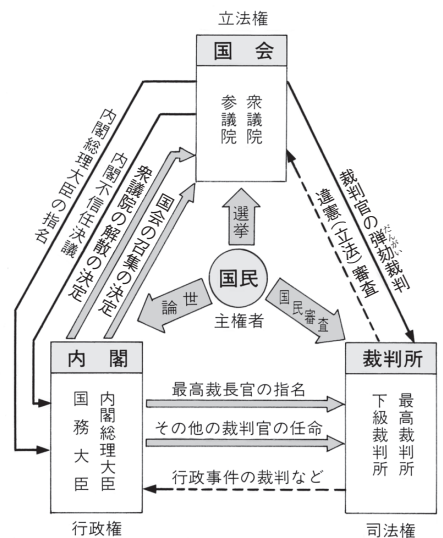 立法権
国会
衆議院
参議院
内閣総理大臣の指名
内閣不信任決議
衆議院の解散の決定
国会の召集の決定
裁判官の弾劾裁判
だんがい
違憲(立法)審査
選挙
国民
主権者
世論
国民審査
内閣
内閣総理大臣
国務大臣
行政権
最高裁長官の指名
その他の裁判官の任命
行政事件の裁判など
裁判所
最高裁判所
下級裁判所
司法権